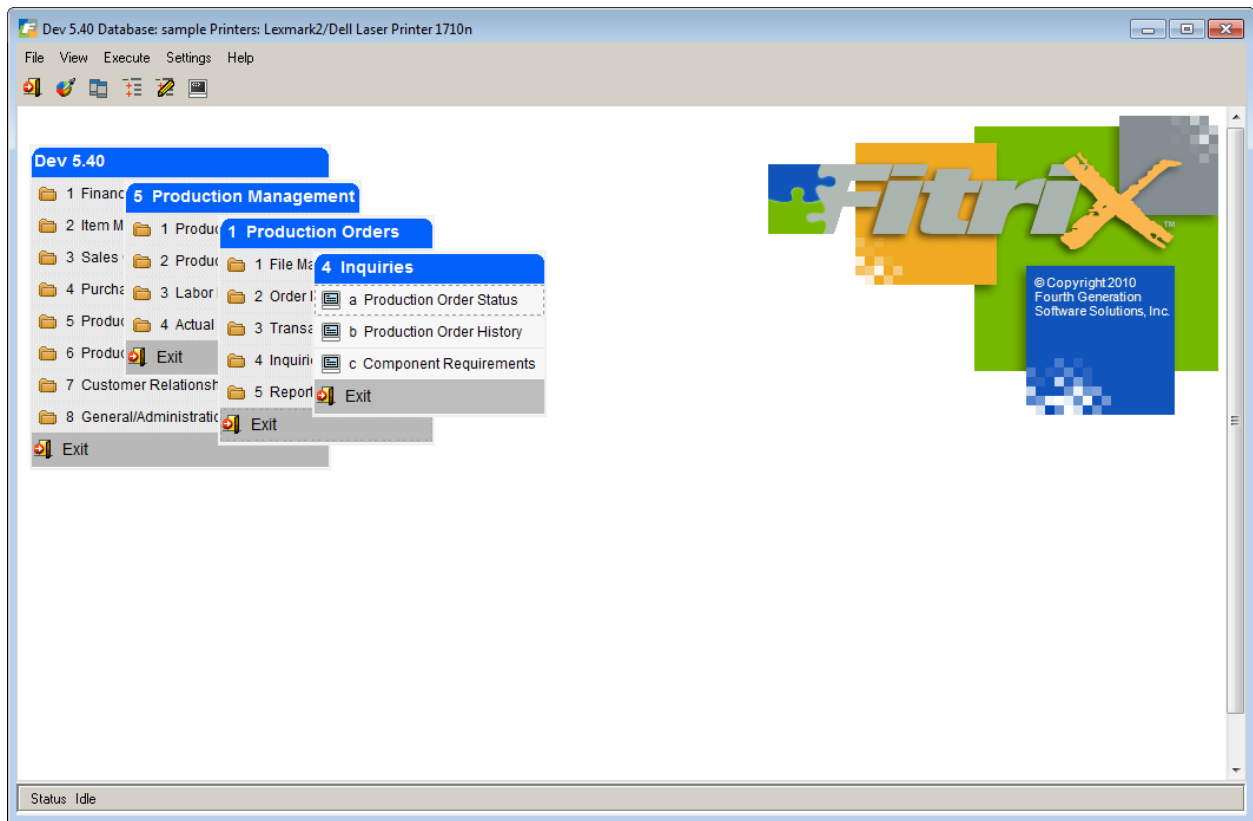 Dev 5.40 Database: sample Printers: Lexmark2/Dell Laser Printer 1710n
File View Execute Settings Help
Dev 5.40
1 Financ
2 Item M
3 Sales
4 Purcha
5 Produc
6 Produc
7 Customer Relationsh
8 General/Administratio
Exit
5 Production Management
1 Produc
2 Produc
3 Labor
4 Actual
Exit
1 Production Orders
1 File Ma
2 Order
3 Transa
4 Inquiri
5 Report
Exit
4 Inquiries
a Production Order Status
b Production Order History
c Component Requirements
Exit
FitriX ™
© Copyright 2010
Fourth Generation
Software Solutions, Inc.
Status Idle